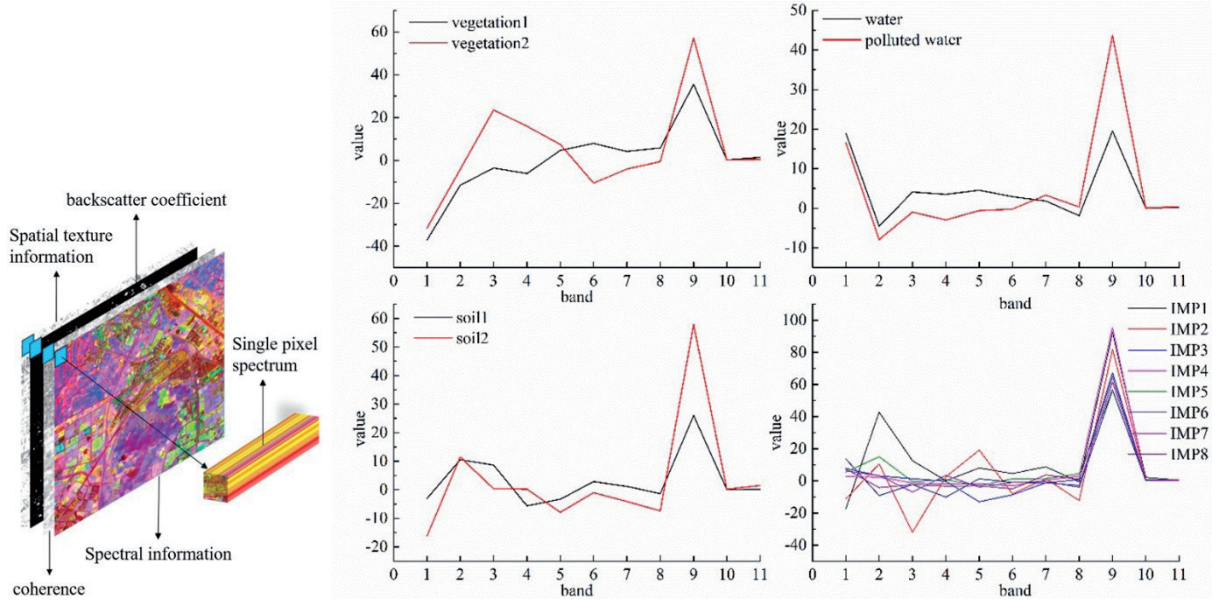 backscatter coefficient
Spatial texture
information
Single pixel
spectrum
Spectral information
coherence
vegetation1
vegetation2
value
60
40
20
0
-20
-40
0 1 2 3 4 5 6 7 8 9 10 11
band
water
polluted water
value
50
40
30
20
10
0
-10
0 1 2 3 4 5 6 7 8 9 10 11
band
soil1
soil2
value
60
50
40
30
20
10
0
-10
-20
0 1 2 3 4 5 6 7 8 9 10 11
band
IMP1
IMP2
IMP3
IMP4
IMP5
IMP6
IMP7
IMP8
value
100
80
60
40
20
0
-20
-40
0 1 2 3 4 5 6 7 8 9 10 11
band